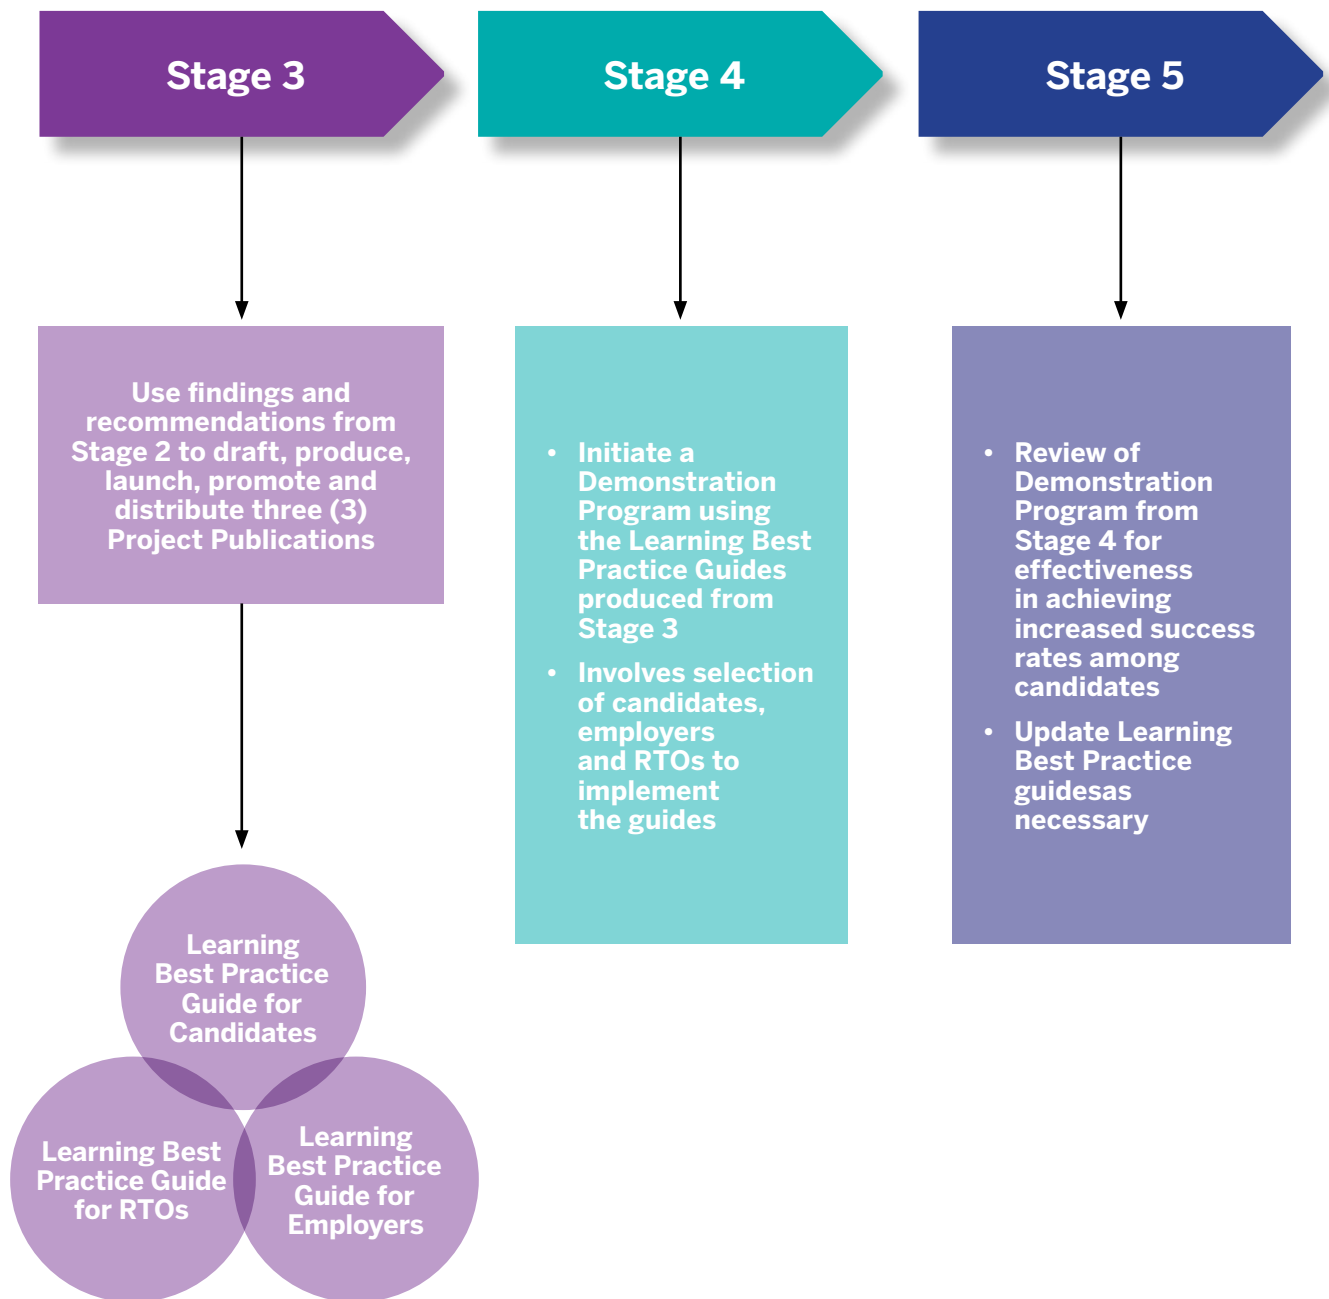 Stage 3
Stage 4
Stage 5
Use findings and
recommendations from
Stage 2 to draft, produce,
launch, promote and
distribute three (3)
Project Publications
• Initiate a
Demonstration
Program using
the Learning Best
Practice Guides
produced from
Stage 3
• Involves selection
of candidates,
employers
and RTOs to
implement
the guides
• Review of
Demonstration
Program from
Stage 4 for
effectiveness
in achieving
increased success
rates among
candidates
• Update Learning
Best Practice
guidesas
necessary
Learning
Best Practice
Guide for
Candidates
Learning Best
Practice Guide
for RTOs
Learning
Best Practice
Guide for
Employers